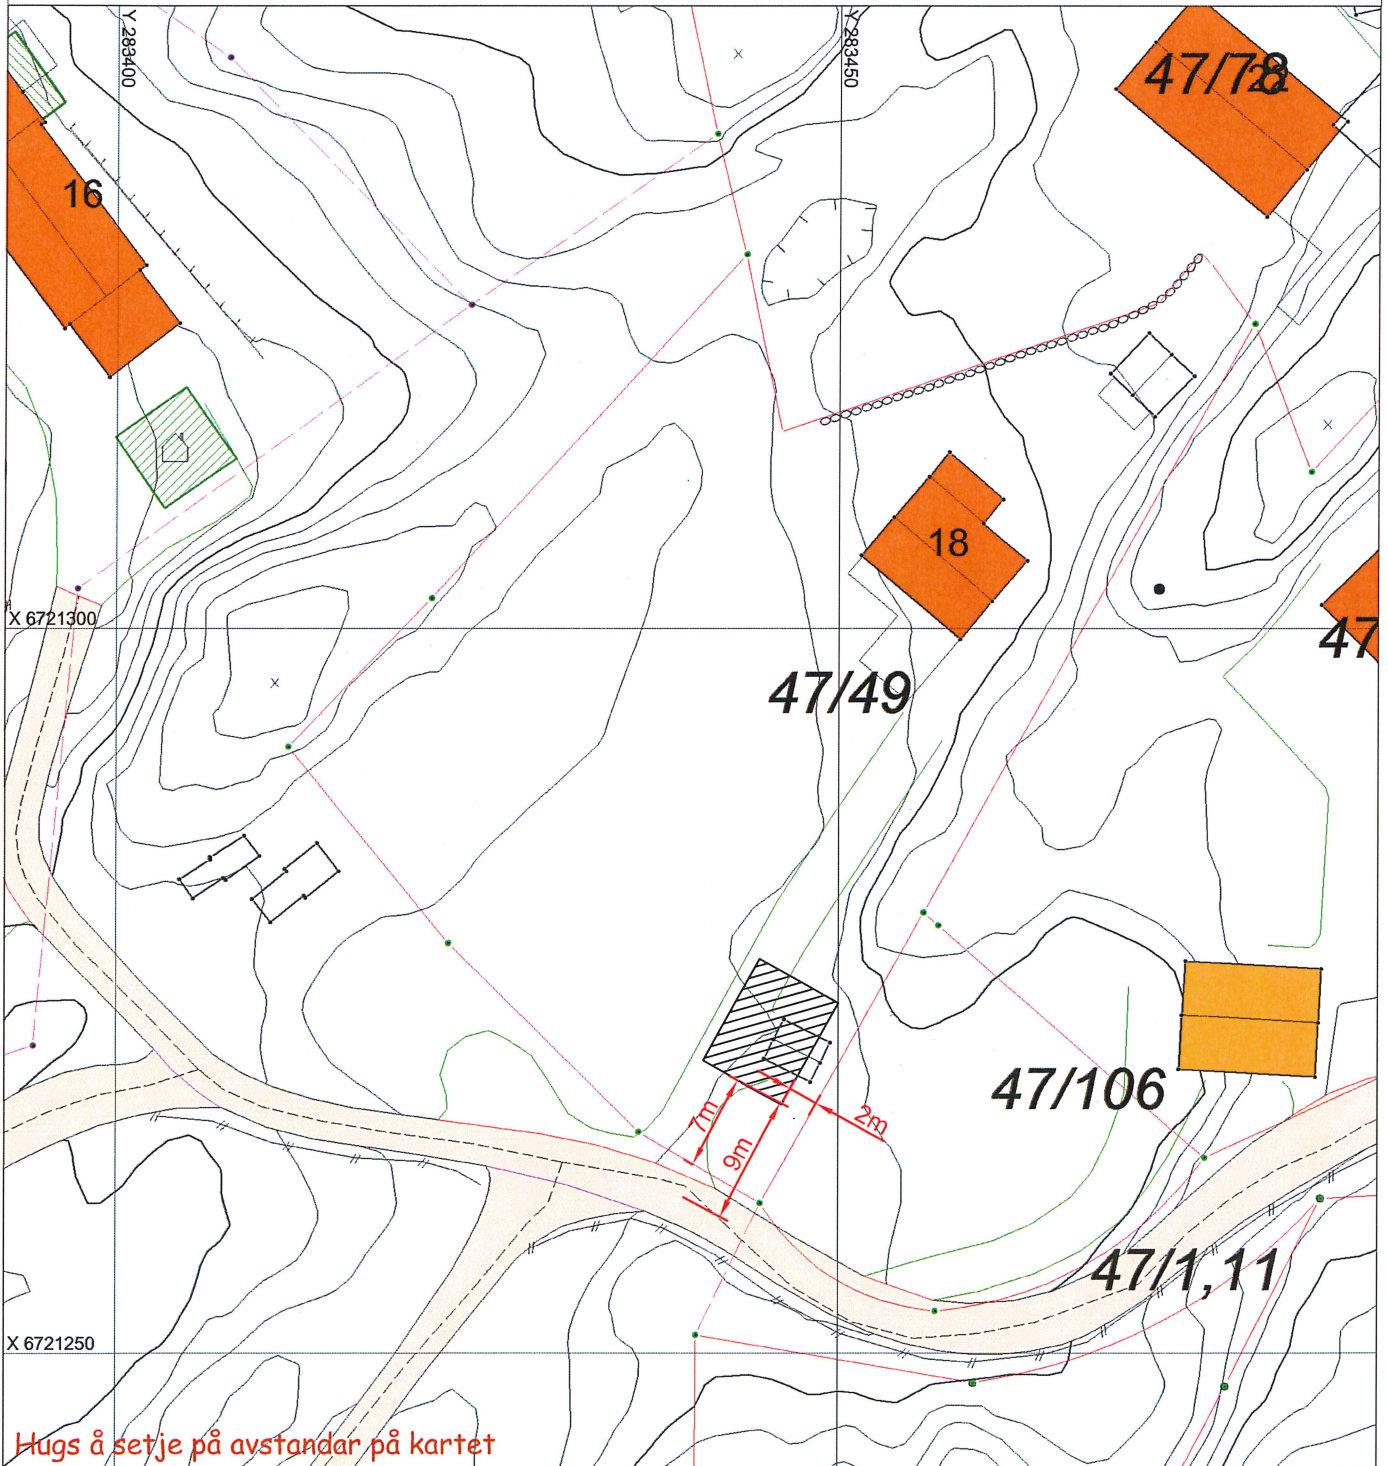 Y 283400
Y 283450
47/78
22
16
18
X 6721300
47
47/49
47/106
7m
9m
2m
47/1,11
X 6721250
Hugs å setje på avstandar på kartet